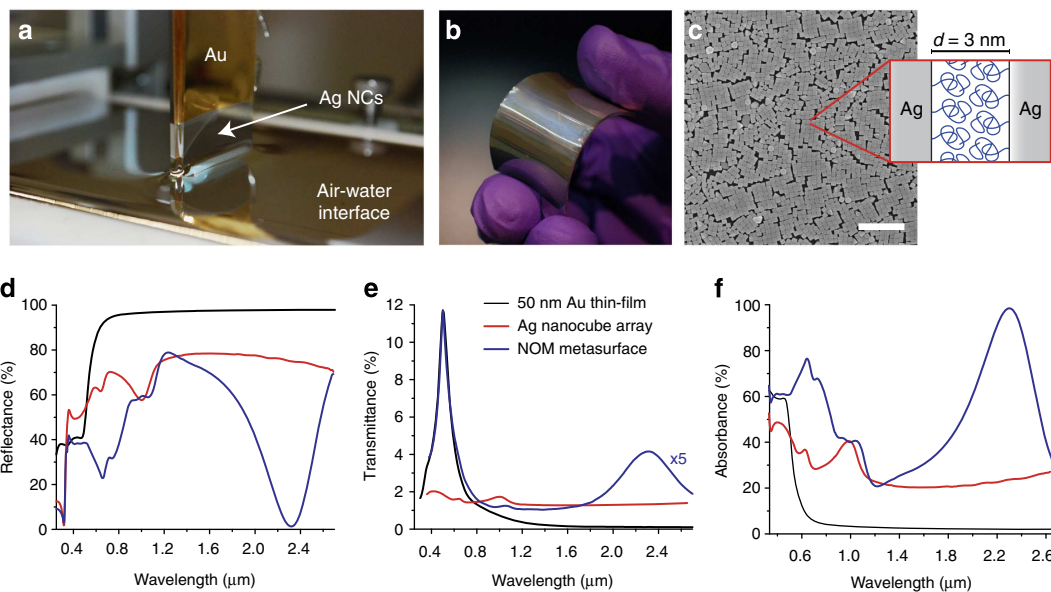 a
Au
Ag NCs
Air-water
interface
b
c
d = 3 nm
Ag
Ag
d
100
80
60
40
20
0
0.4
0.8
1.2
1.6
2.0
2.4
Reflectance (%)
Wavelength (μm)
e
12
10
8
6
4
2
0
0.4
0.8
1.2
1.6
2.0
2.4
Transmittance (%)
Wavelength (μm)
50 nm Au thin-film
Ag nanocube array
NOM metasurface
x5
f
100
80
60
40
20
0
0.6
1.0
1.4
1.8
2.2
2.6
Absorbance (%)
Wavelength (μm)